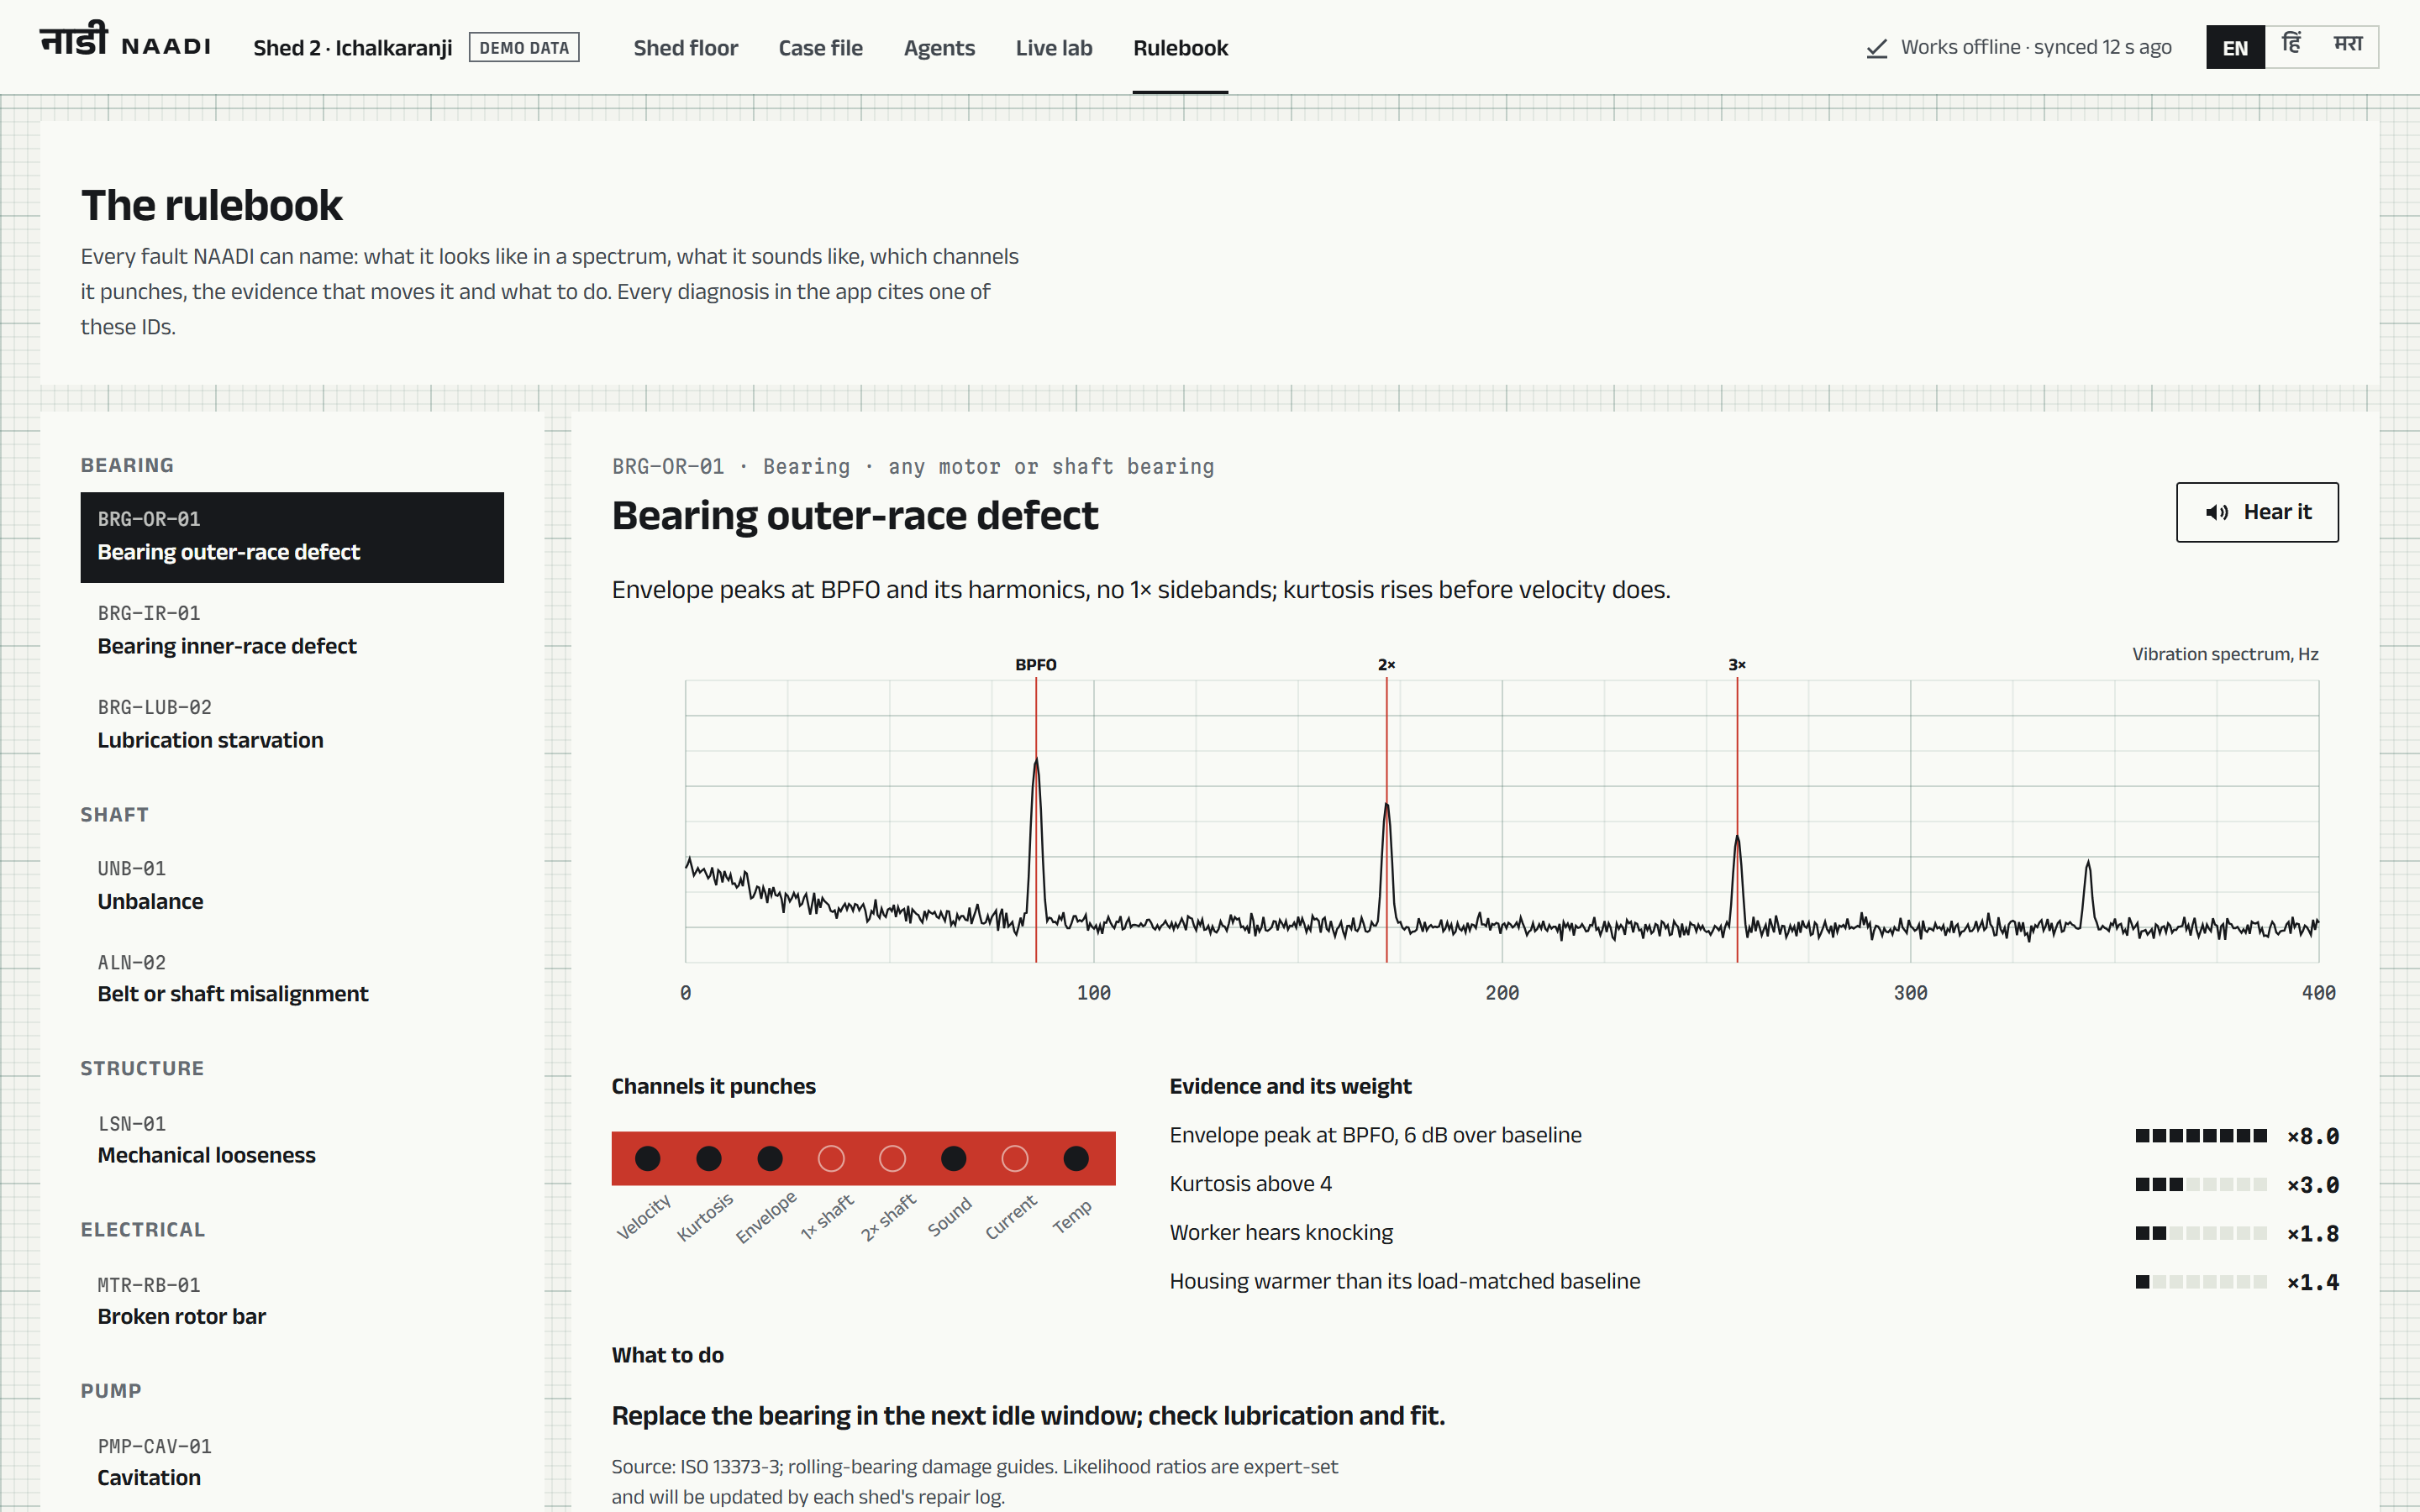 नाडी NAADI
Shed 2 · Ichalkaranji
DEMO DATA
Shed floor
Case file
Agents
Live lab
Rulebook
Works offline · synced 12 s ago
EN
हिं
मरा
The rulebook
Every fault NAADI can name: what it looks like in a spectrum, what it sounds like, which channels
it punches, the evidence that moves it and what to do. Every diagnosis in the app cites one of
these IDs.
BEARING
BRG-OR-01
Bearing outer-race defect
BRG-IR-01
Bearing inner-race defect
BRG-LUB-02
Lubrication starvation
SHAFT
UNB-01
Unbalance
ALN-02
Belt or shaft misalignment
STRUCTURE
LSN-01
Mechanical looseness
ELECTRICAL
MTR-RB-01
Broken rotor bar
PUMP
PMP-CAV-01
Cavitation
BRG-OR-01 · Bearing · any motor or shaft bearing
Bearing outer-race defect
Hear it
Envelope peaks at BPFO and its harmonics, no 1× sidebands; kurtosis rises before velocity does.
Vibration spectrum, Hz
BPFO
2×
3×
0
100
200
300
400
Channels it punches
Velocity
Kurtosis
Envelope
1× shaft
2× shaft
Sound
Current
Temp
Evidence and its weight
Envelope peak at BPFO, 6 dB over baseline
×8.0
Kurtosis above 4
×3.0
Worker hears knocking
×1.8
Housing warmer than its load-matched baseline
×1.4
What to do
Replace the bearing in the next idle window; check lubrication and fit.
Source: ISO 13373-3; rolling-bearing damage guides. Likelihood ratios are expert-set
and will be updated by each shed's repair log.